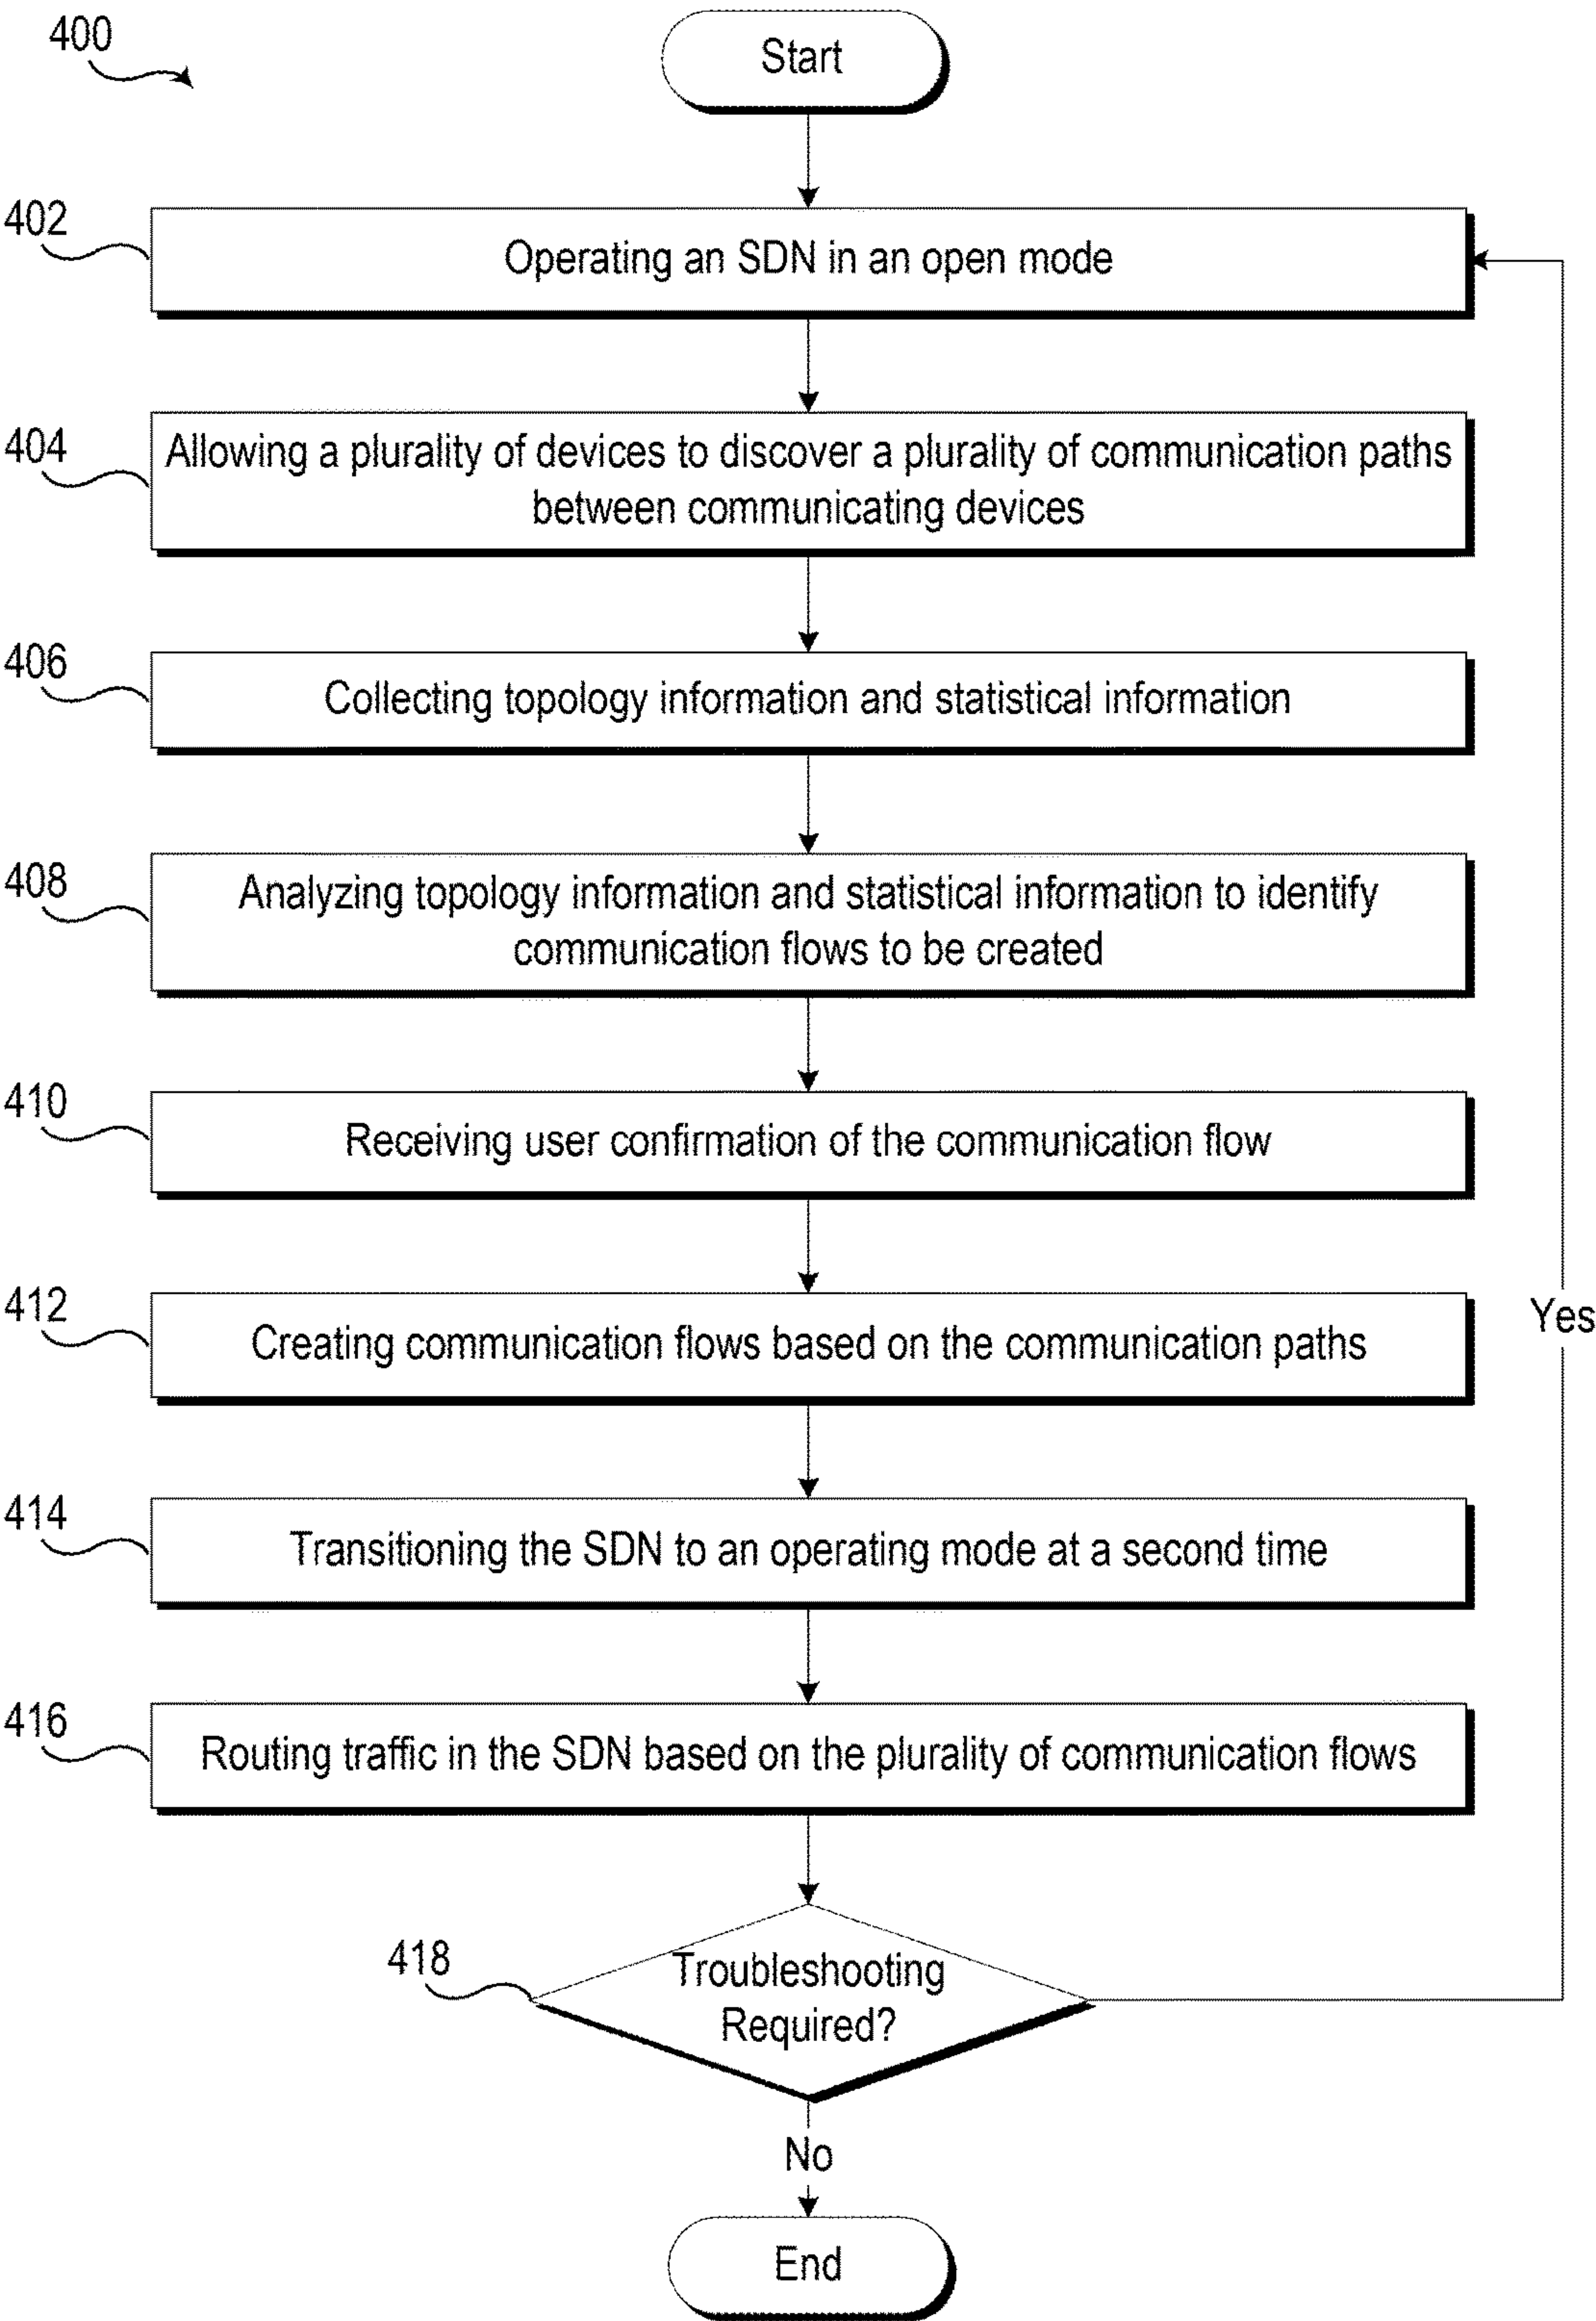 400
Start
402
Operating an SDN in an open mode
404
Allowing a plurality of devices to discover a plurality of communication paths
between communicating devices
406
Collecting topology information and statistical information
408
Analyzing topology information and statistical information to identify
communication flows to be created
410
Receiving user confirmation of the communication flow
412
Creating communication flows based on the communication paths
Yes
414
Transitioning the SDN to an operating mode at a second time
416
Routing traffic in the SDN based on the plurality of communication flows
418
Troubleshooting
Required?
No
End